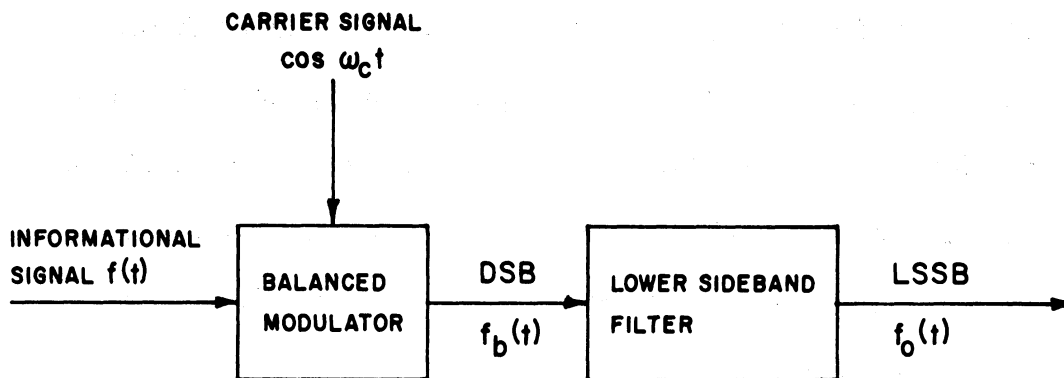 CARRIER SIGNAL
cos ω_c t
INFORMATIONAL
SIGNAL f(t)
BALANCED
MODULATOR
DSB
f_b(t)
LOWER SIDEBAND
FILTER
LSSB
f_o(t)